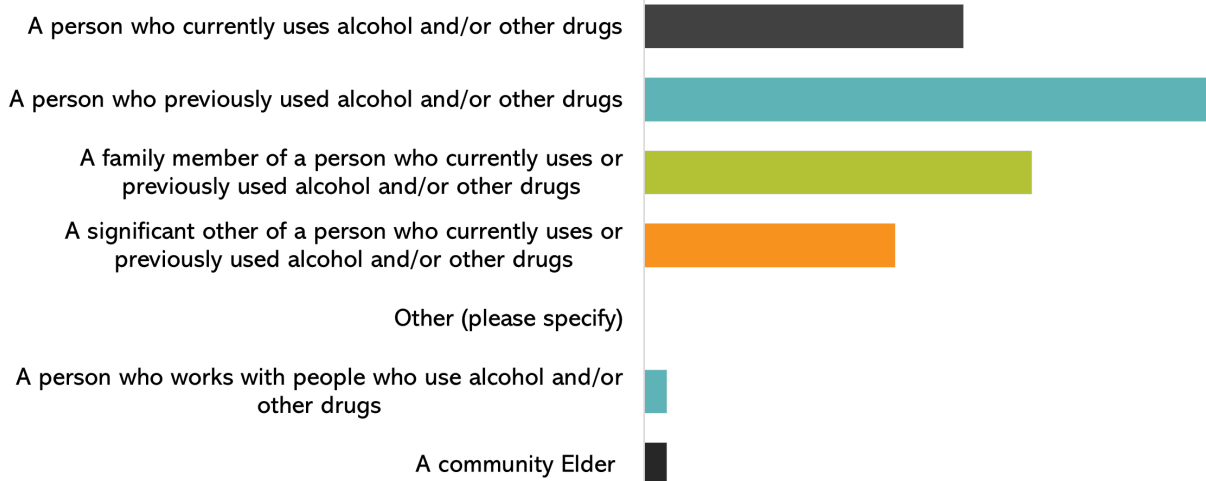 A person who currently uses alcohol and/or other drugs
A person who previously used alcohol and/or other drugs
A family member of a person who currently uses or
previously used alcohol and/or other drugs
A significant other of a person who currently uses or
previously used alcohol and/or other drugs
Other (please specify)
A person who works with people who use alcohol and/or
other drugs
A community Elder